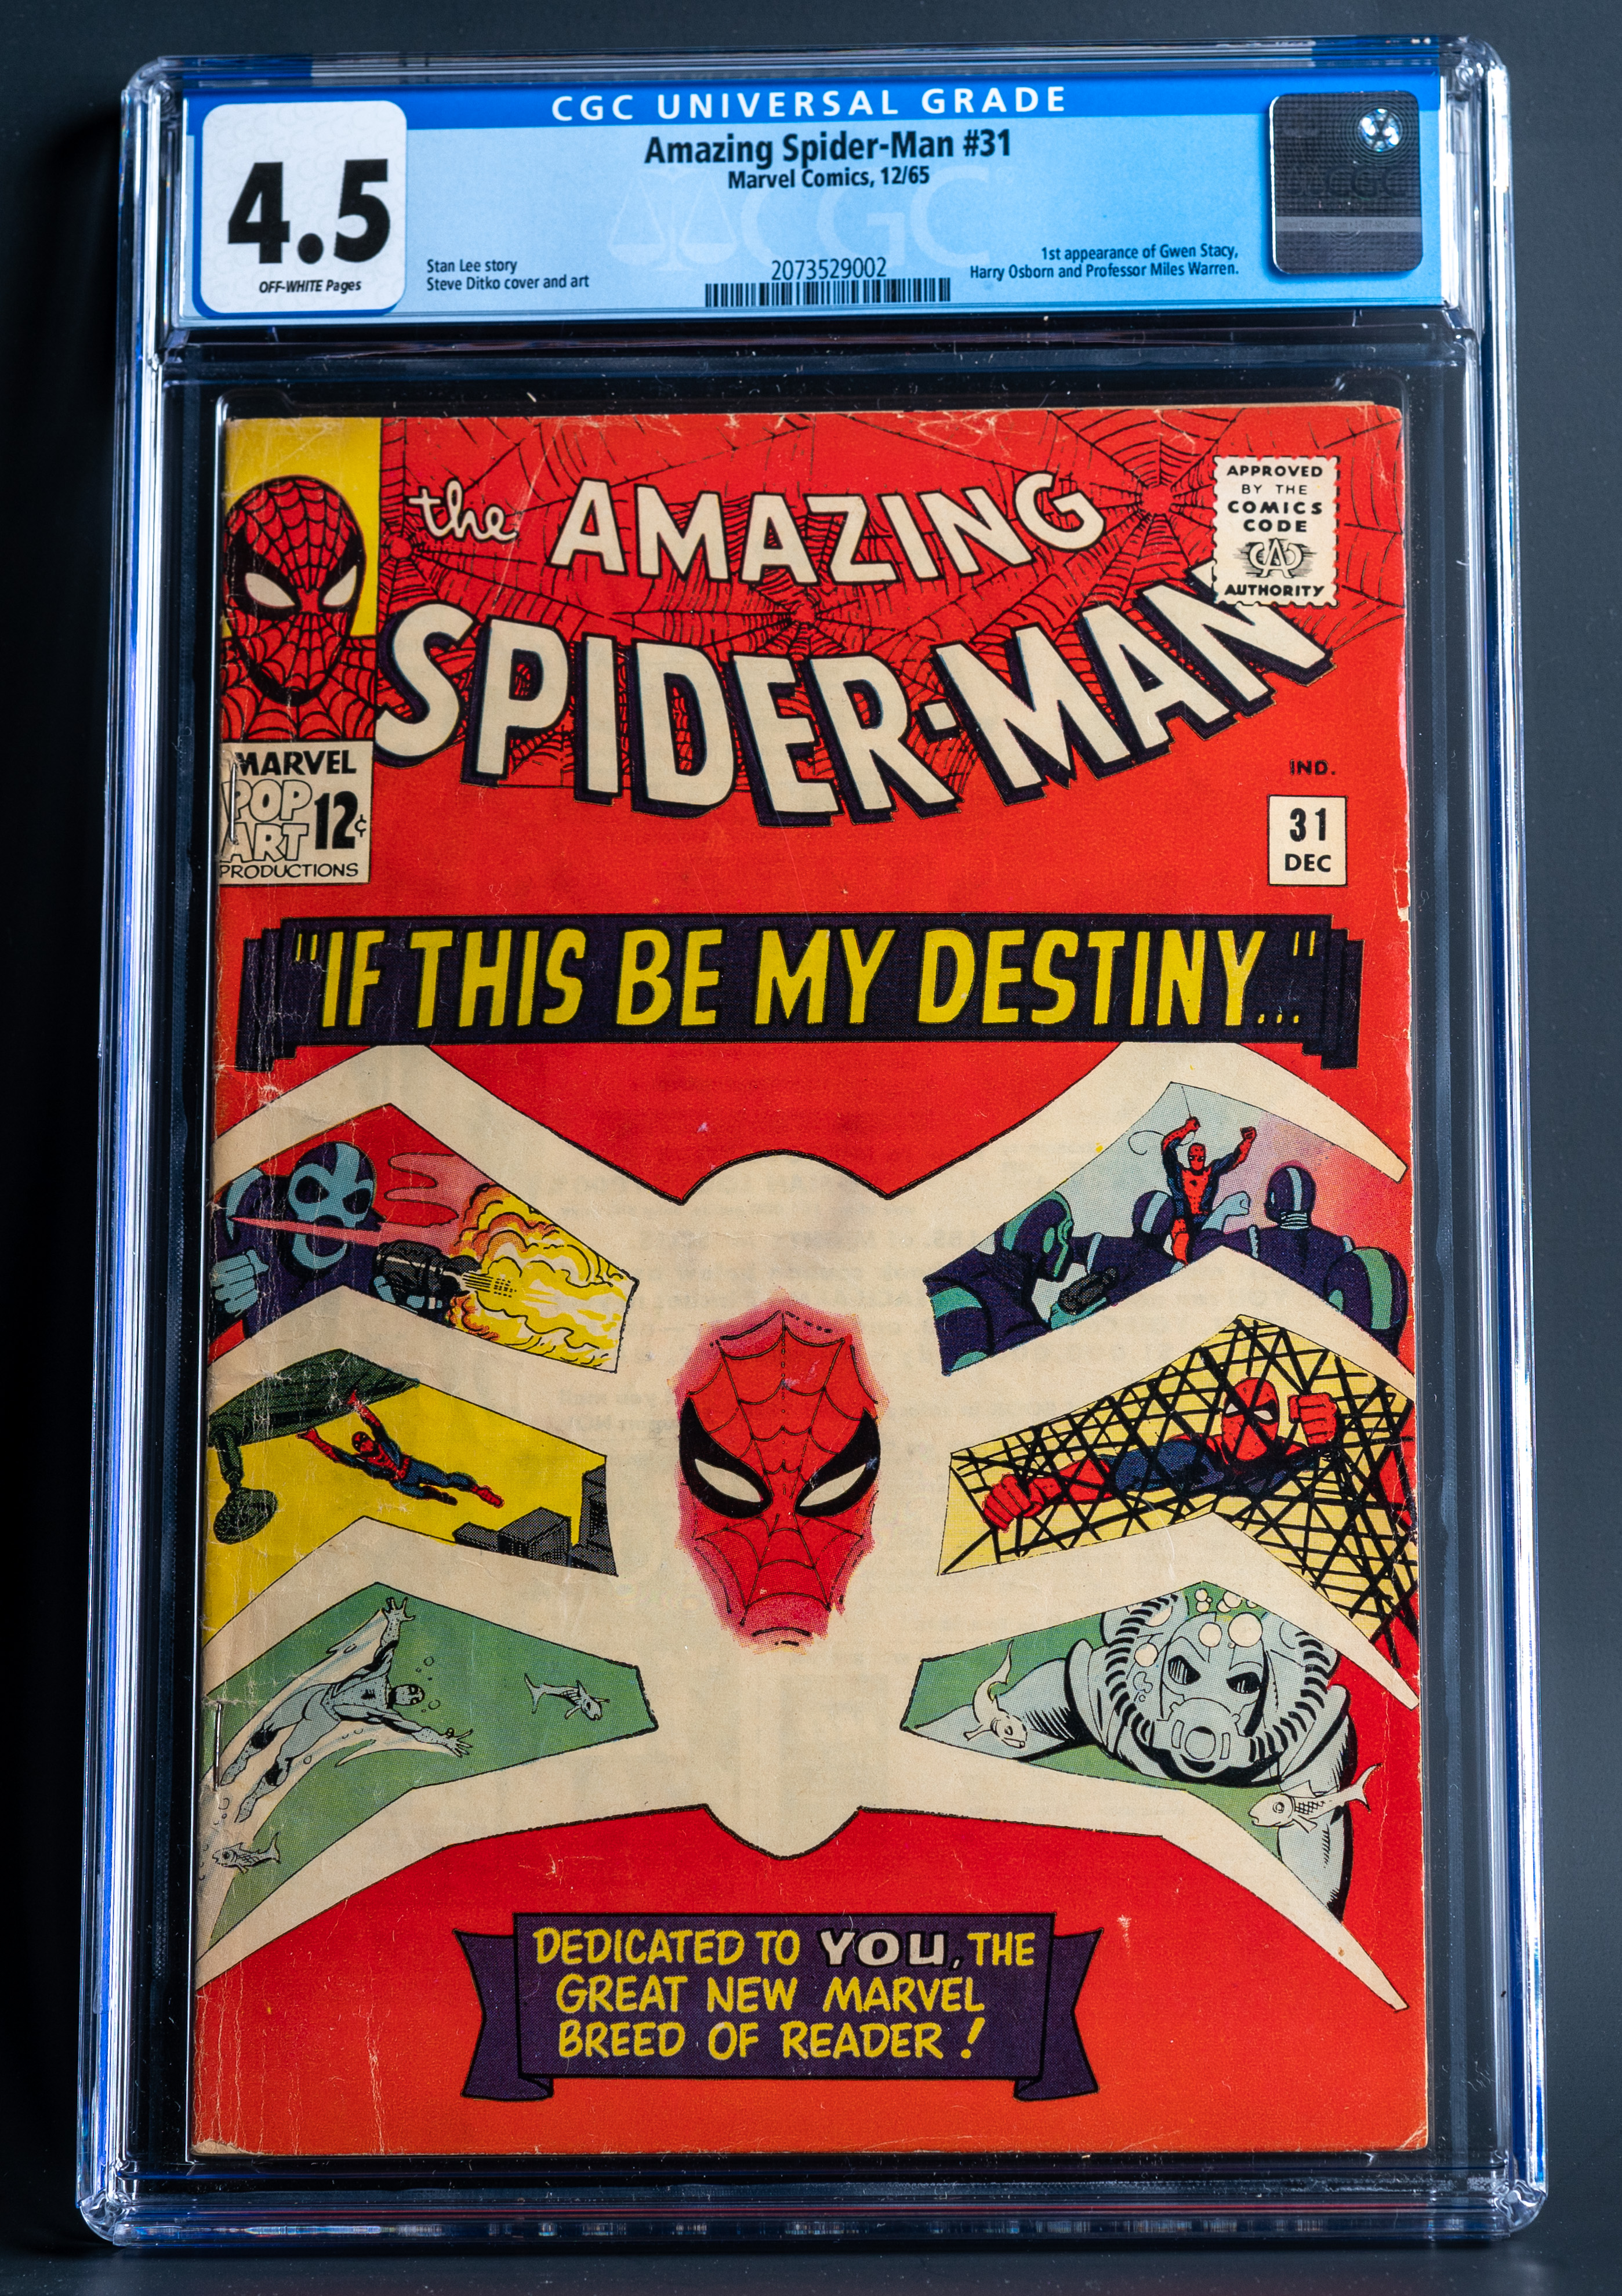 CGC UNIVERSAL GRADE
Amazing Spider-Man #31
Marvel Comics, 12/65
4.5
OFF-WHITE Pages
CGC
Stan Lee story
Steve Ditko cover and art
2073529002
1st appearance of Gwen Stacy,
Harry Osborn and Professor Miles Warren.
the AMAZING
SPIDER-MAN
APPROVED
BY THE
COMICS
CODE
CA
AUTHORITY
MARVEL
POP
ART 12¢
PRODUCTIONS
IND.
31
DEC
"IF THIS BE MY DESTINY..."
DEDICATED TO YOU, THE
GREAT NEW MARVEL
BREED OF READER!